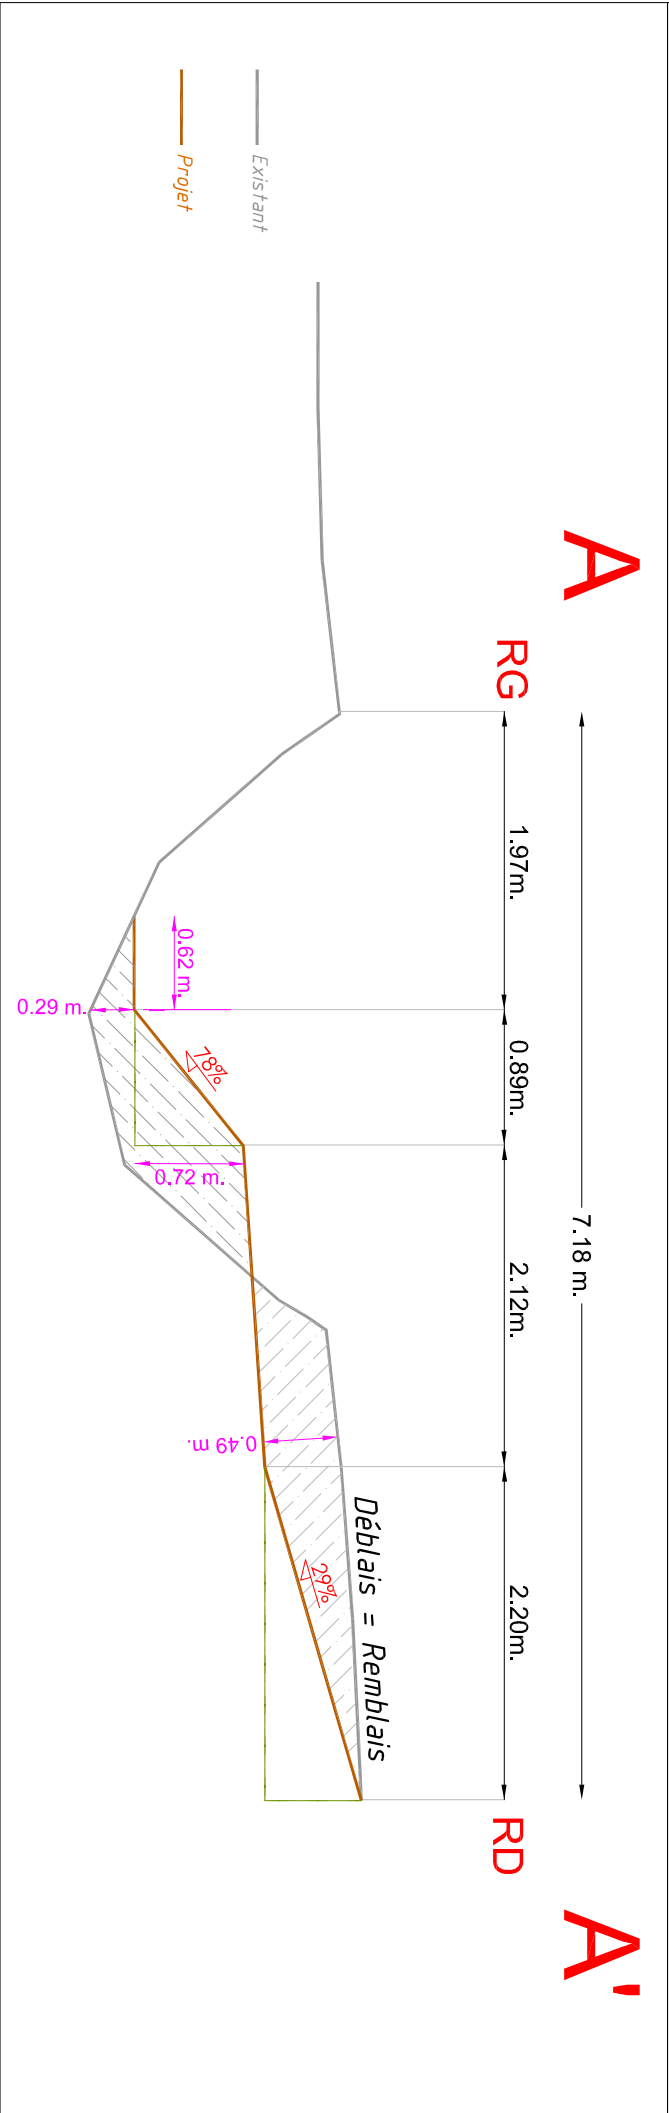 A
A'
RG
RD
7.18 m.
1.97m.
0.89m.
2.12m.
2.20m.
Déblais = Remblais
0.62 m.
0.29 m.
78%
0.72 m.
0.49 m.
29%
Existant
Projet